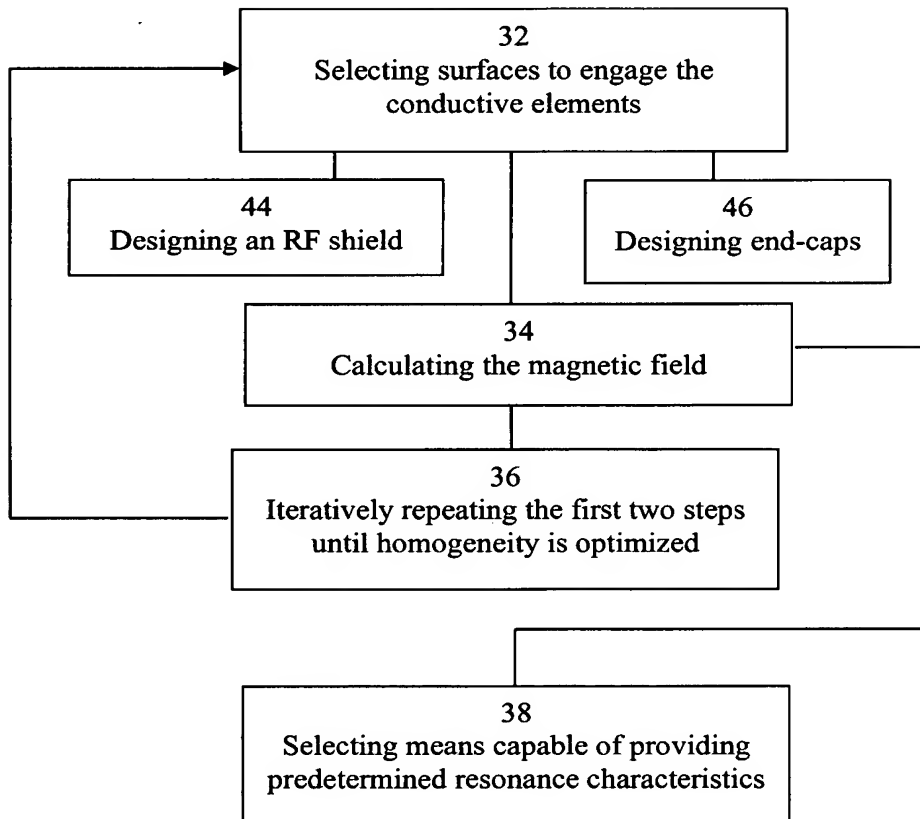 32
Selecting surfaces to engage the
conductive elements
44
Designing an RF shield
46
Designing end-caps
34
Calculating the magnetic field
36
Iteratively repeating the first two steps
until homogeneity is optimized
38
Selecting means capable of providing
predetermined resonance characteristics